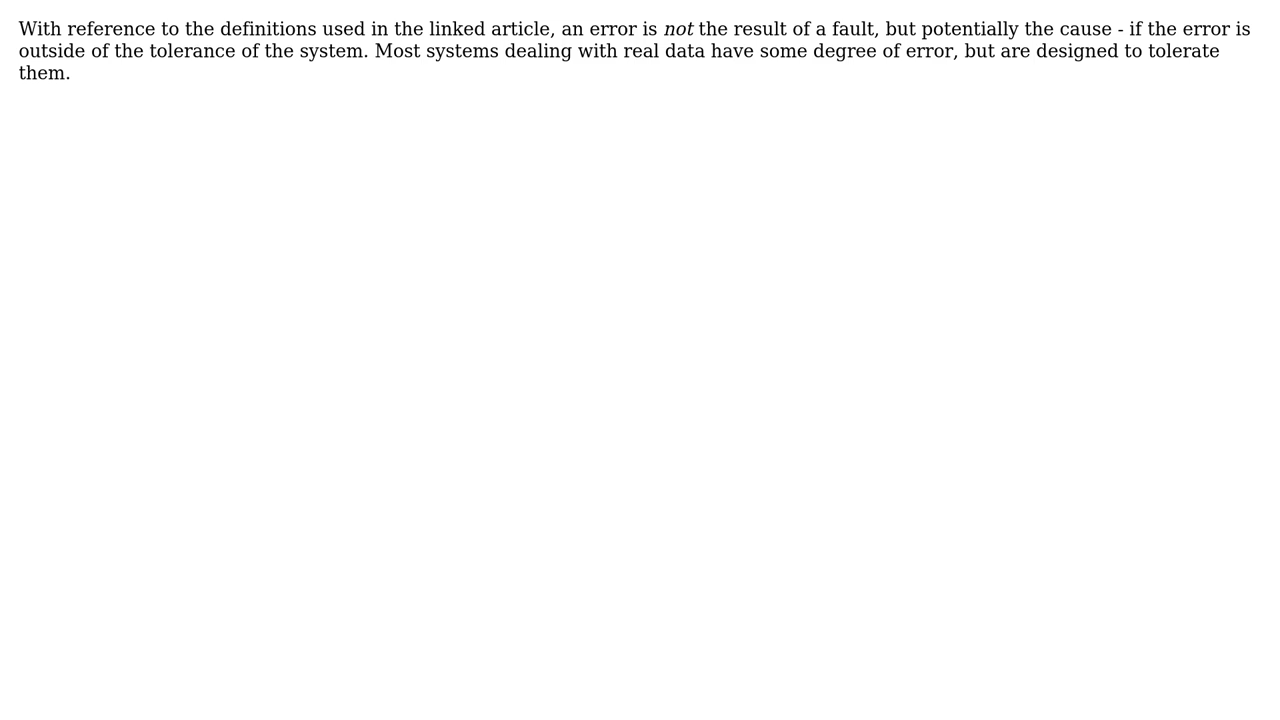 With reference to the definitions used in the linked article, an error is not the result of a fault, but potentially the cause - if the error is
outside of the tolerance of the system. Most systems dealing with real data have some degree of error, but are designed to tolerate
them.